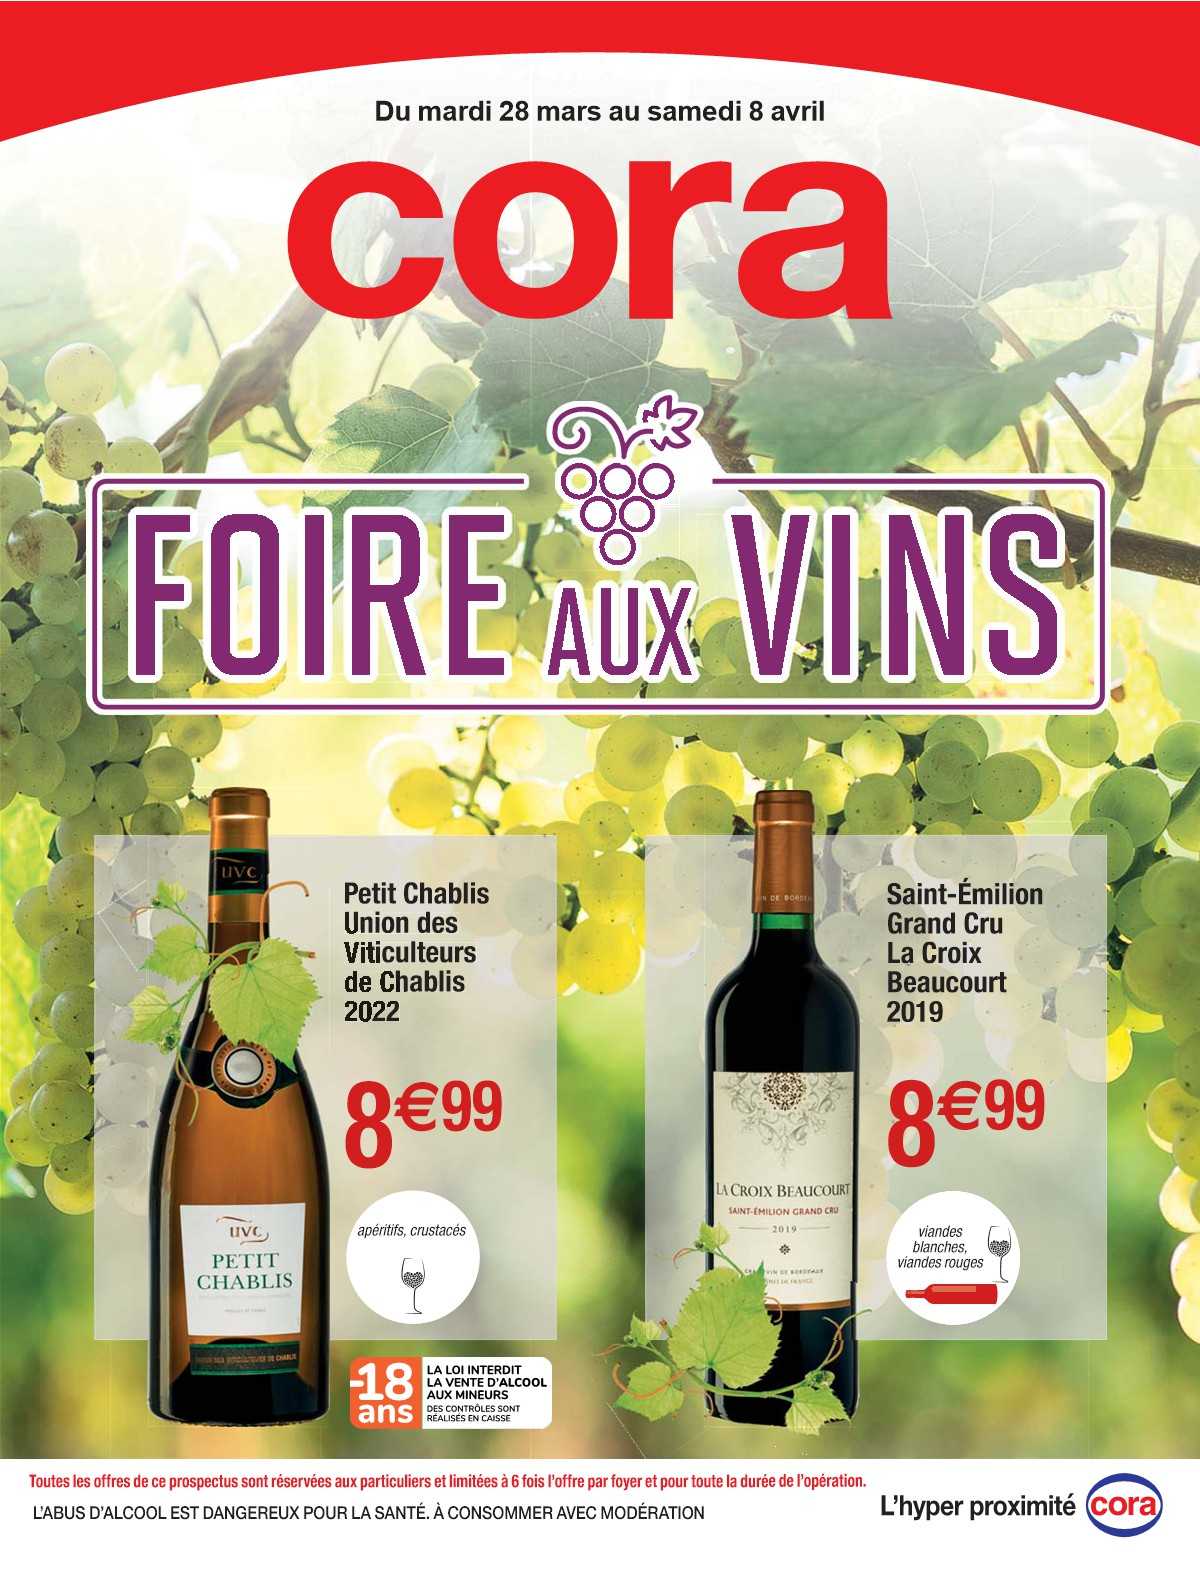 Du mardi 28 mars au samedi 8 avril
cora
FOIRE AUX VINS
UVC
Petit Chablis
Union des
Viticulteurs
de Chablis
2022
8€99
apéritifs, crustacés
UVC
PETIT
CHABLIS
UNION DES VITICULTEURS DE CHABLIS
Saint-Émilion
Grand Cru
La Croix
Beaucourt
2019
8€99
viandes
blanches,
viandes rouges
LA CROIX BEAUCOURT
SAINT-ÉMILION GRAND CRU
2019
-18
ans
LA LOI INTERDIT
LA VENTE D'ALCOOL
AUX MINEURS
DES CONTRÔLES SONT
RÉALISÉS EN CAISSE
Toutes les offres de ce prospectus sont réservées aux particuliers et limitées à 6 fois l'offre par foyer et pour toute la durée de l'opération.
L'ABUS D'ALCOOL EST DANGEREUX POUR LA SANTÉ. À CONSOMMER AVEC MODÉRATION
L'hyper proximité cora